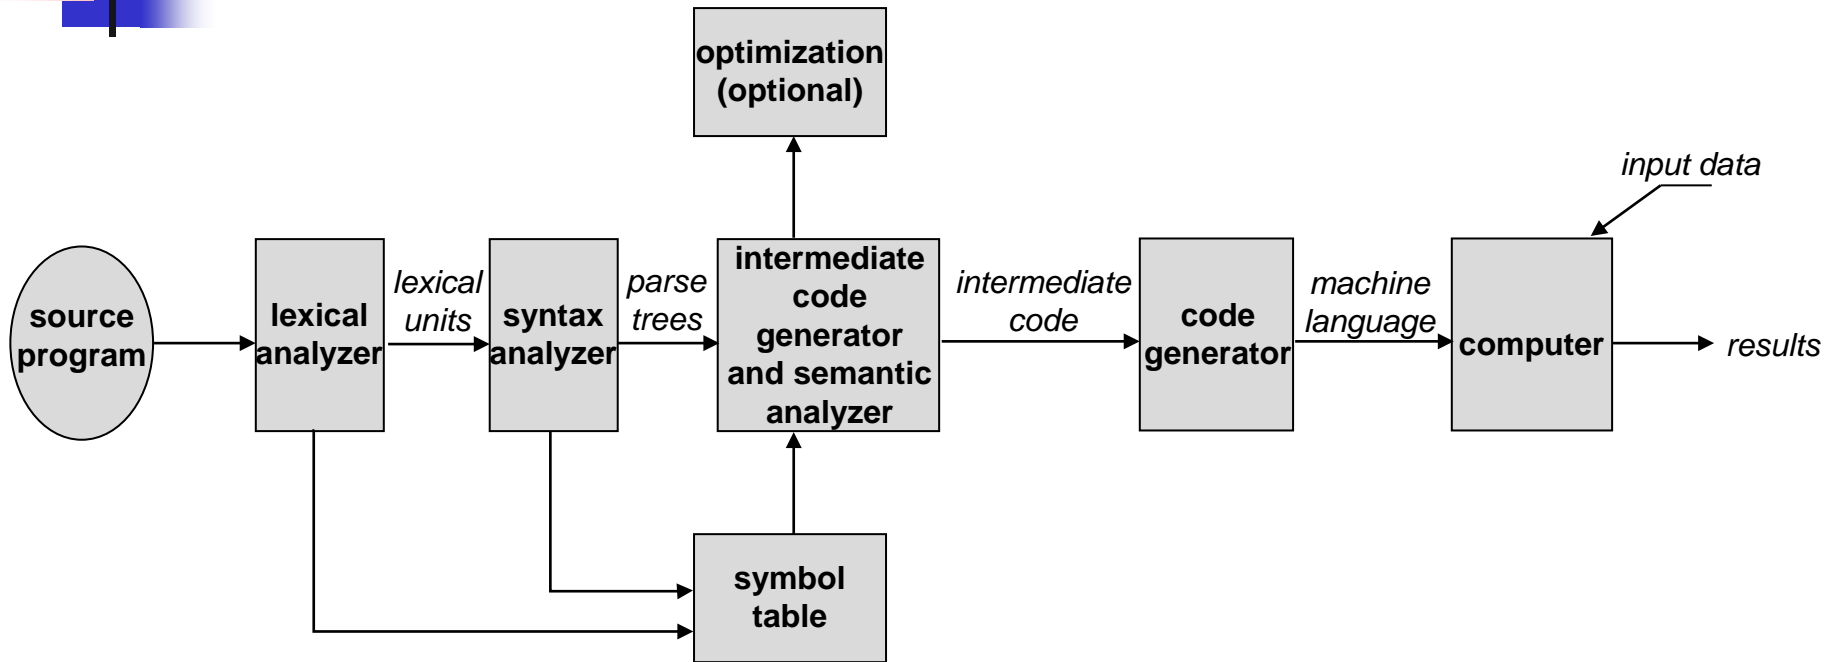 optimization
(optional)
input data
source
program
lexical
analyzer
lexical
units
syntax
analyzer
parse
trees
intermediate
code
generator
and semantic
analyzer
intermediate
code
code
generator
machine
language
computer
results
symbol
table